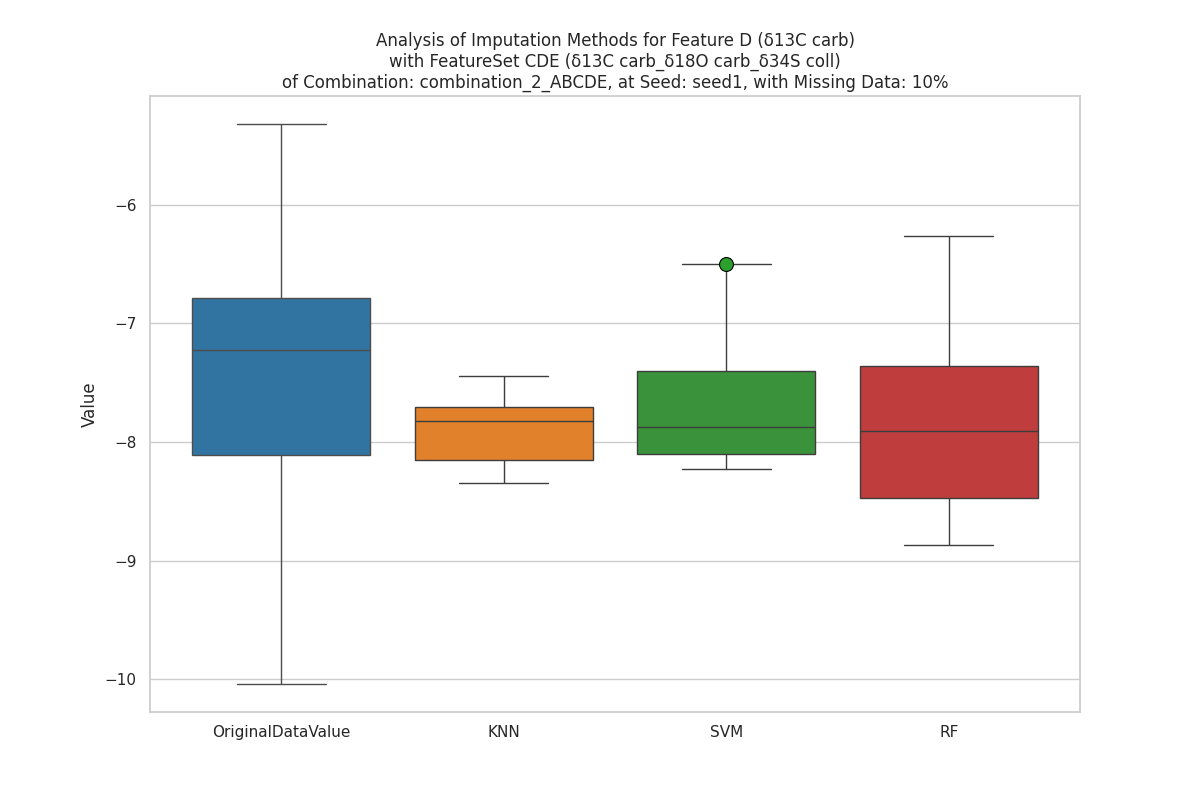 Analysis of Imputation Methods for Feature D (δ13C carb)
with FeatureSet CDE (δ13C carb_δ18O carb_δ34S coll)
of Combination: combination_2_ABCDE, at Seed: seed1, with Missing Data: 10%
Value
−6
−7
−8
−9
−10
OriginalDataValue
KNN
SVM
RF